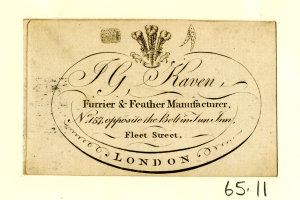 J. G. Raven,
Furrier & Feather Manufacturer,
No. 157, opposite the Bolt in Tun Inn,
Fleet Street,
LONDON
65.11